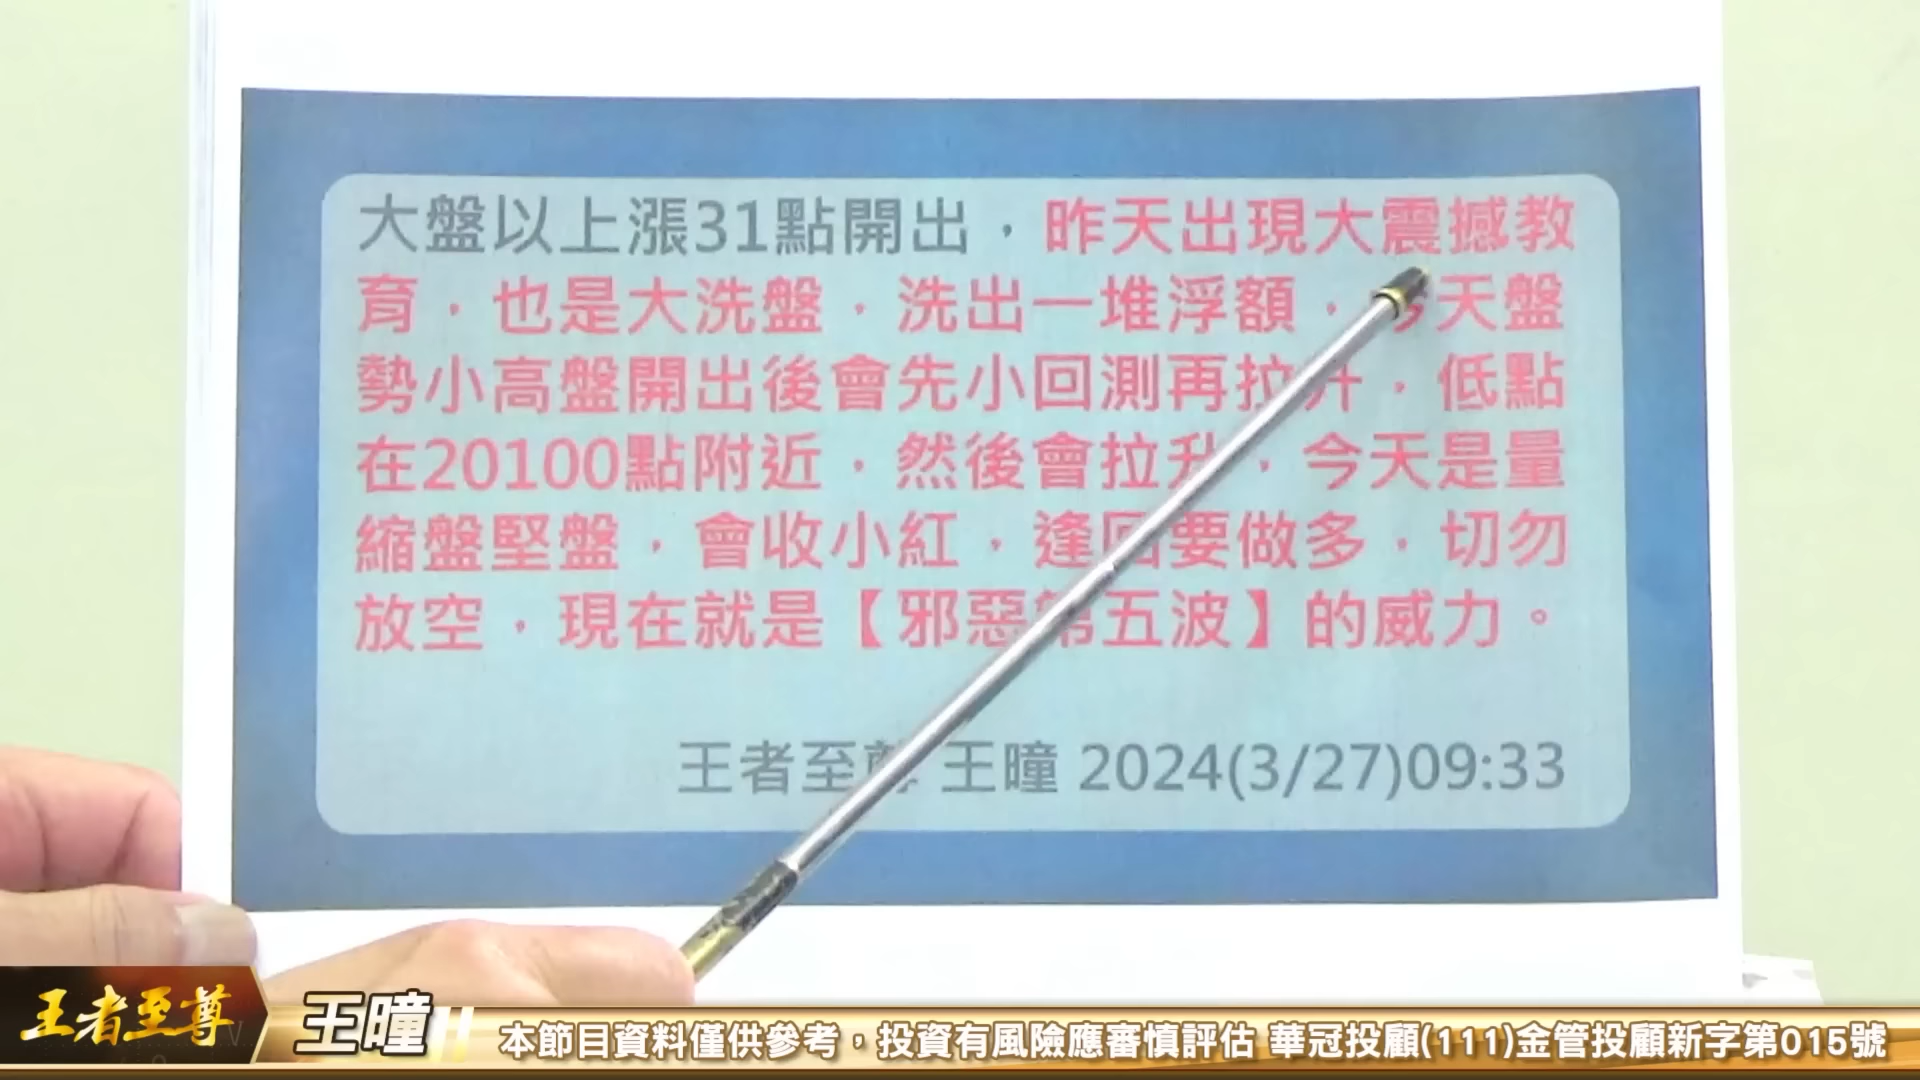 大盤以上漲31點開出，昨天出現大震撼教
育，也是大洗盤，洗出一堆浮額，今天盤
勢小高盤開出後會先小回測再拉升，低點
在20100點附近，然後會拉升，今天是量
縮盤堅盤，會收小紅，逢回要做多，切勿
放空，現在就是【邪惡第五波】的威力。
王者至尊 王曈 2024(3/27)09:33
王者至尊
王曈
本節目資料僅供參考，投資有風險應審慎評估 華冠投顧(111)金管投顧新字第015號